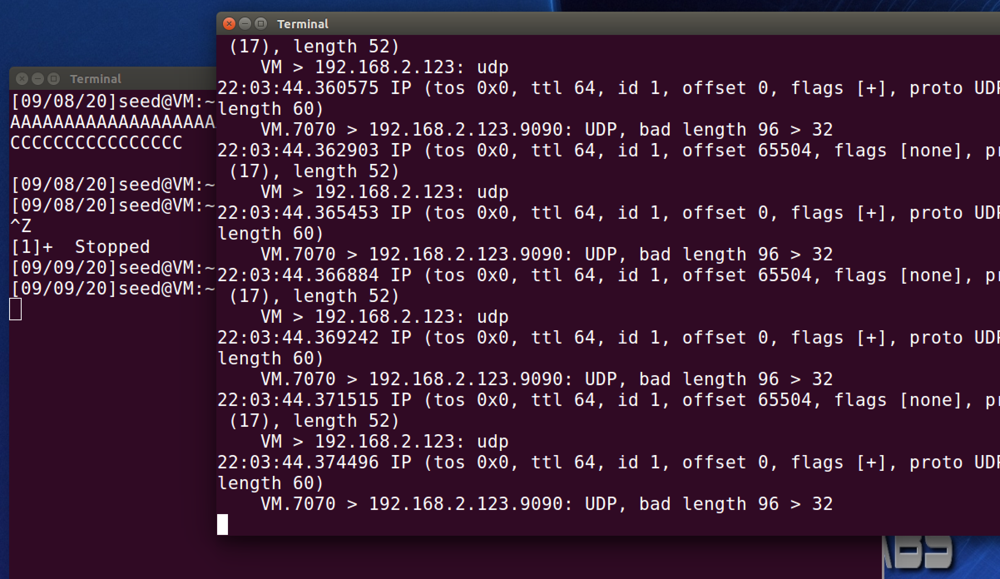 Terminal
[09/08/20]seed@VM:~
AAAAAAAAAAAAAAAAAAA
CCCCCCCCCCCCCCCC
[09/08/20]seed@VM:~
[09/08/20]seed@VM:~
^Z
[1]+  Stopped
[09/09/20]seed@VM:~
[09/09/20]seed@VM:~
Terminal
(17), length 52)
VM > 192.168.2.123: udp
22:03:44.360575 IP (tos 0x0, ttl 64, id 1, offset 0, flags [+], proto UDP
length 60)
VM.7070 > 192.168.2.123.9090: UDP, bad length 96 > 32
22:03:44.362903 IP (tos 0x0, ttl 64, id 1, offset 65504, flags [none], pr
(17), length 52)
VM > 192.168.2.123: udp
22:03:44.365453 IP (tos 0x0, ttl 64, id 1, offset 0, flags [+], proto UDP
length 60)
VM.7070 > 192.168.2.123.9090: UDP, bad length 96 > 32
22:03:44.366884 IP (tos 0x0, ttl 64, id 1, offset 65504, flags [none], pr
(17), length 52)
VM > 192.168.2.123: udp
22:03:44.369242 IP (tos 0x0, ttl 64, id 1, offset 0, flags [+], proto UDP
length 60)
VM.7070 > 192.168.2.123.9090: UDP, bad length 96 > 32
22:03:44.371515 IP (tos 0x0, ttl 64, id 1, offset 65504, flags [none], pr
(17), length 52)
VM > 192.168.2.123: udp
22:03:44.374496 IP (tos 0x0, ttl 64, id 1, offset 0, flags [+], proto UDP
length 60)
VM.7070 > 192.168.2.123.9090: UDP, bad length 96 > 32